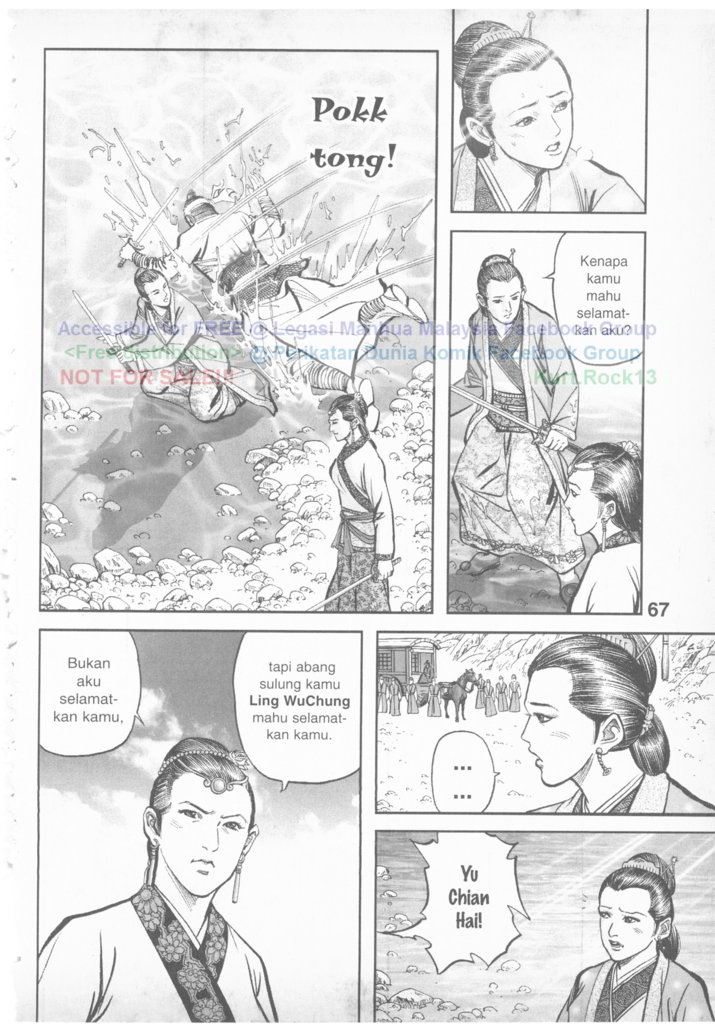 Pokk
tong!
Kenapa
kamu
mahu
selamat-
kan aku?
Accessible for FREE @ Legasi Manhua Malaysia Facebook Group
<Free Distribution> @ Perikatan Dunia Komik Facebook Group
NOT FOR SALE!!! Kurt.Rock13
67
Bukan
aku
selamat-
kan kamu,
tapi abang
sulung kamu
Ling WuChung
mahu selamat-
kan kamu.
...
...
Yu
Chian
Hai!